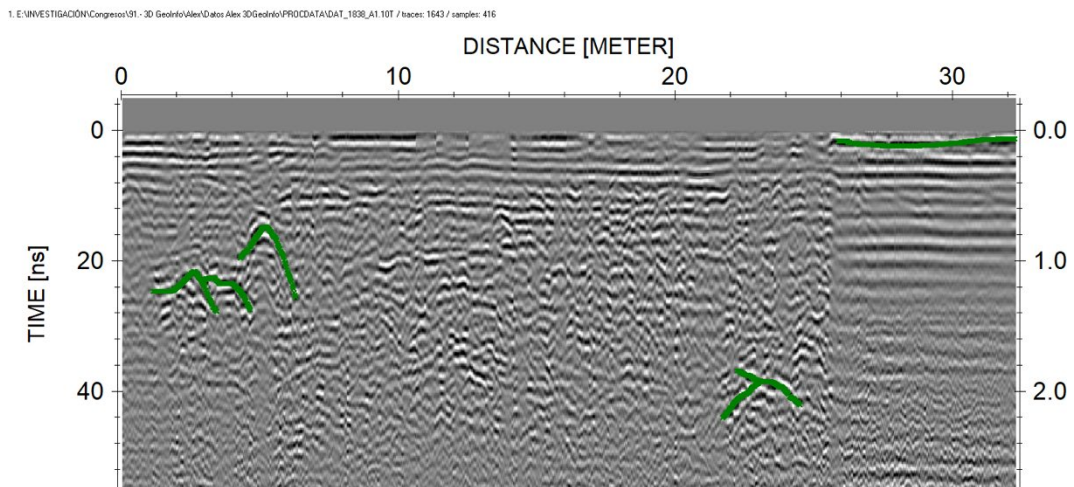 1. E:\INVESTIGACIÓN\Congresos\91.- 3D GeoInfo\Alex\Datos Alex 3DGeoInfo\PROCDATA\DAT_1838_A1.10T / traces: 1643 / samples: 416
DISTANCE [METER]
0 10 20 30
0 0.0
20 1.0
40 2.0
TIME [ns]